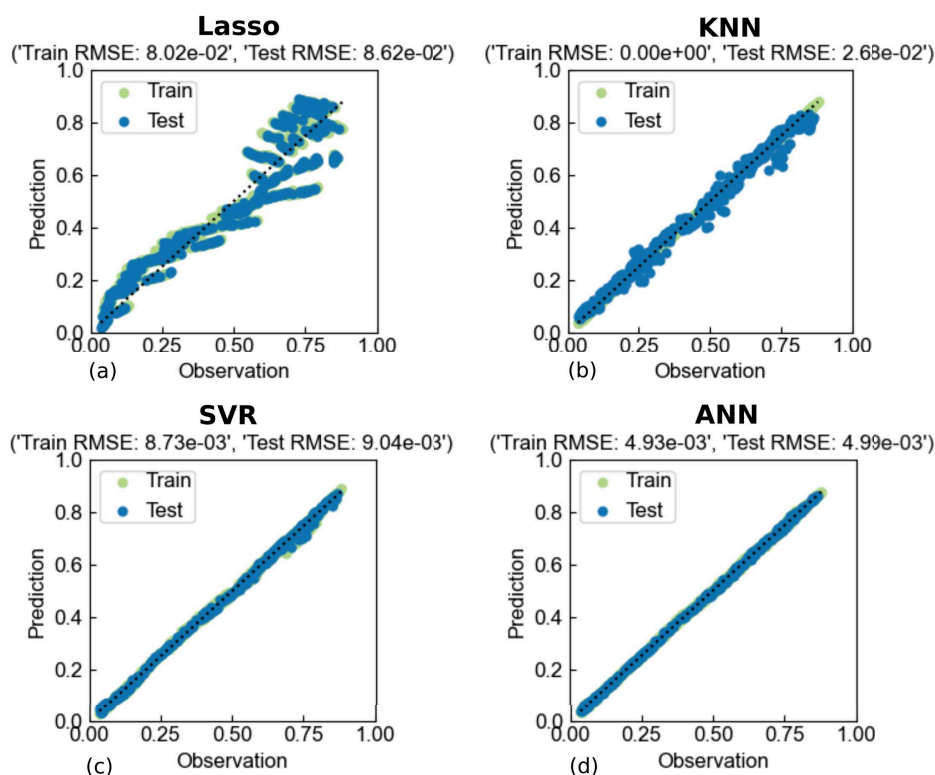 Lasso
('Train RMSE: 8.02e-02', 'Test RMSE: 8.62e-02')
1.0
0.8
0.6
0.4
0.2
0.0
Prediction
Train
Test
0.00 0.25 0.50 0.75 1.00
(a) Observation
KNN
('Train RMSE: 0.00e+00', 'Test RMSE: 2.68e-02')
1.0
0.8
0.6
0.4
0.2
0.0
Prediction
Train
Test
0.00 0.25 0.50 0.75 1.00
(b) Observation
SVR
('Train RMSE: 8.73e-03', 'Test RMSE: 9.04e-03')
1.0
0.8
0.6
0.4
0.2
0.0
Prediction
Train
Test
0.00 0.25 0.50 0.75 1.00
(c) Observation
ANN
('Train RMSE: 4.93e-03', 'Test RMSE: 4.99e-03')
1.0
0.8
0.6
0.4
0.2
0.0
Prediction
Train
Test
0.00 0.25 0.50 0.75 1.00
(d) Observation